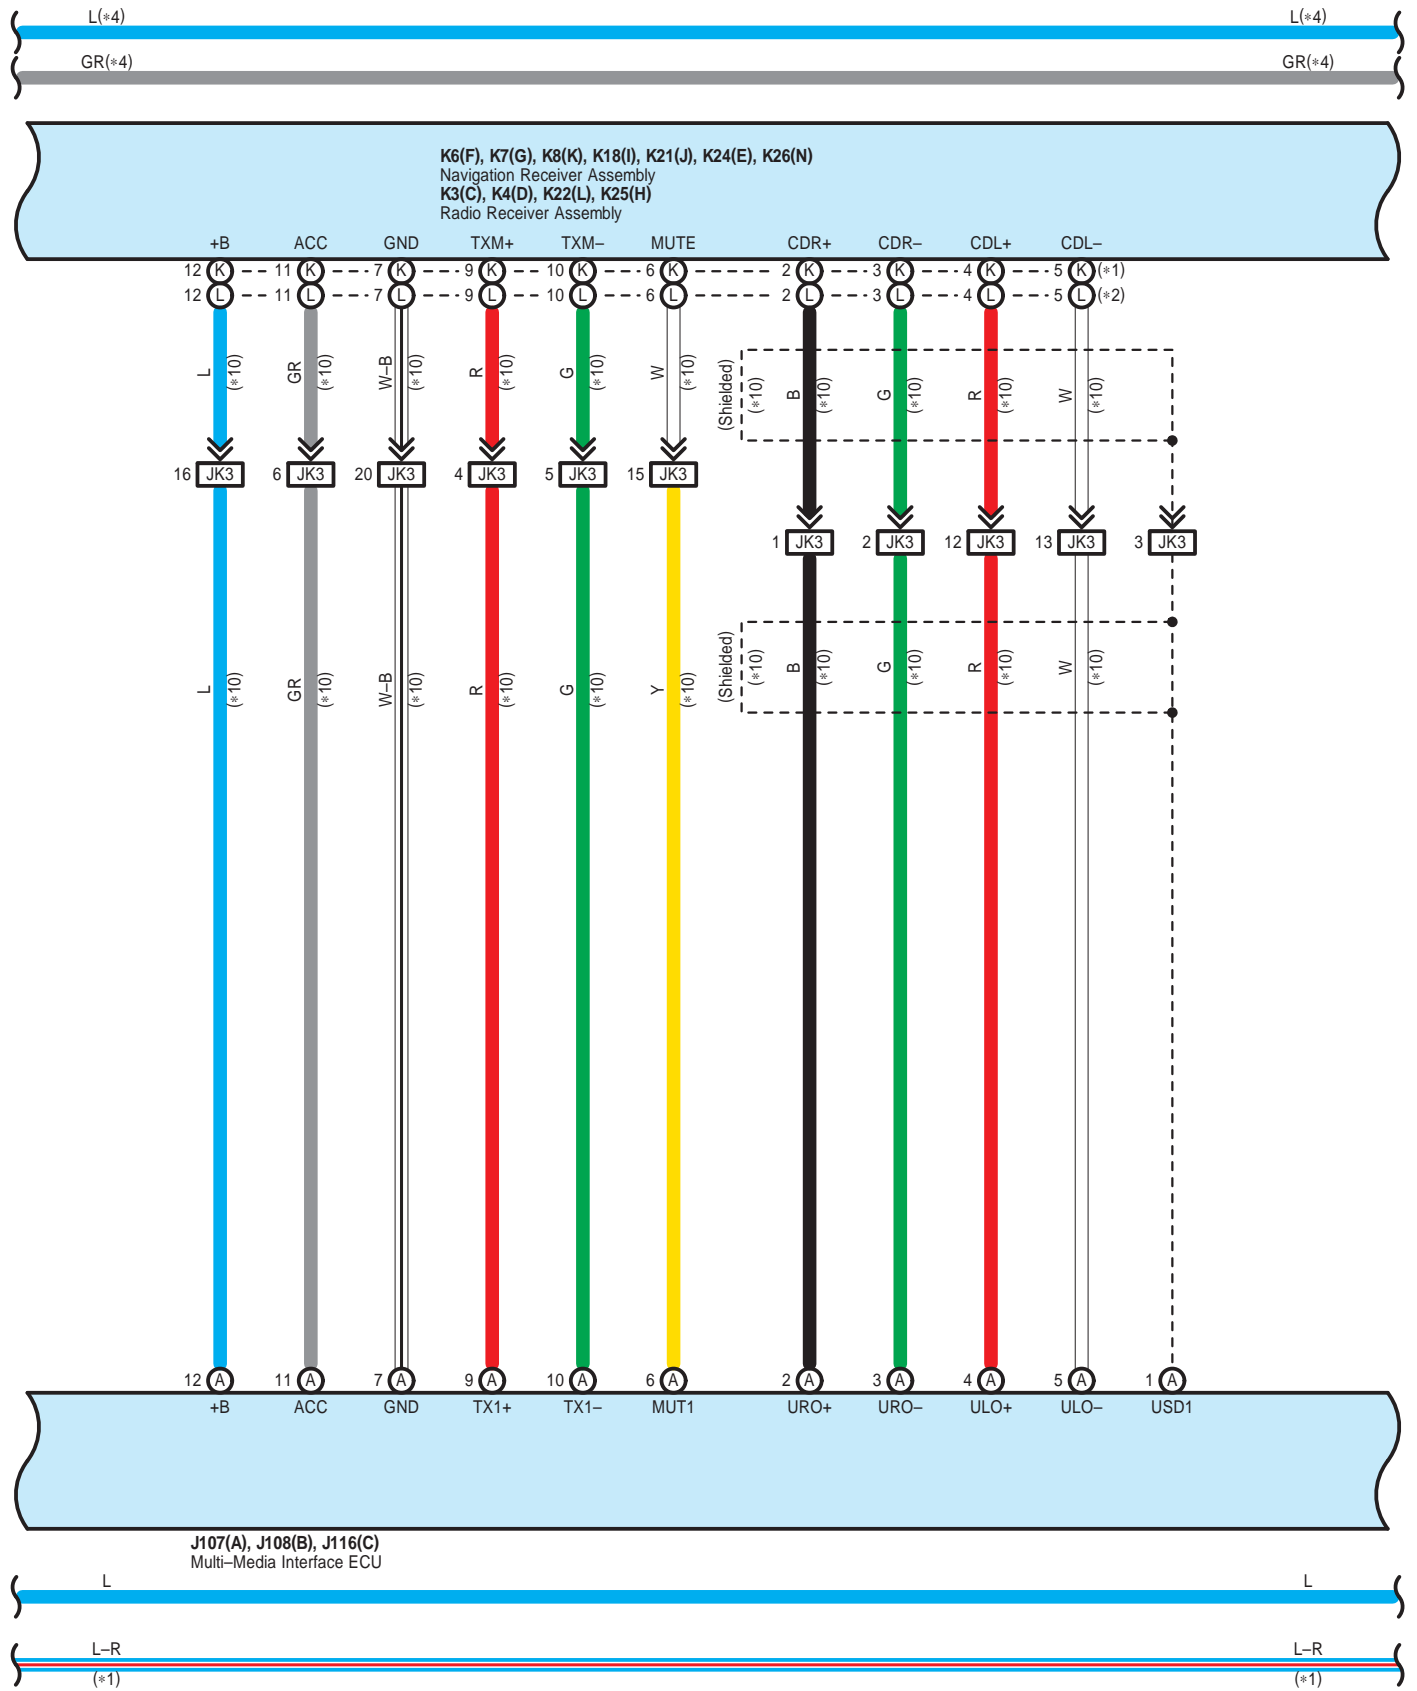 L(*4) L(*4)
GR(*4) GR(*4)
K6(F), K7(G), K8(K), K18(I), K21(J), K24(E), K26(N)
Navigation Receiver Assembly
K3(C), K4(D), K22(L), K25(H)
Radio Receiver Assembly
+B ACC GND TXM+ TXM– MUTE CDR+ CDR– CDL+ CDL–
12 K 11 K 7 K 9 K 10 K 6 K 2 K 3 K 4 K 5 K (*1)
12 L 11 L 7 L 9 L 10 L 6 L 2 L 3 L 4 L 5 L (*2)
L (*10) GR (*10) W–B (*10) R (*10) G (*10) W (*10) (Shielded) (*10) B (*10) G (*10) R (*10) W (*10)
16 JK3 6 JK3 20 JK3 4 JK3 5 JK3 15 JK3
1 JK3 2 JK3 12 JK3 13 JK3 3 JK3
L (*10) GR (*10) W–B (*10) R (*10) G (*10) Y (*10) (Shielded) (*10) B (*10) G (*10) R (*10) W (*10)
12 A 11 A 7 A 9 A 10 A 6 A 2 A 3 A 4 A 5 A 1 A
+B ACC GND TX1+ TX1– MUT1 URO+ URO– ULO+ ULO– USD1
J107(A), J108(B), J116(C)
Multi–Media Interface ECU
L L
L–R L–R
(*1) (*1)